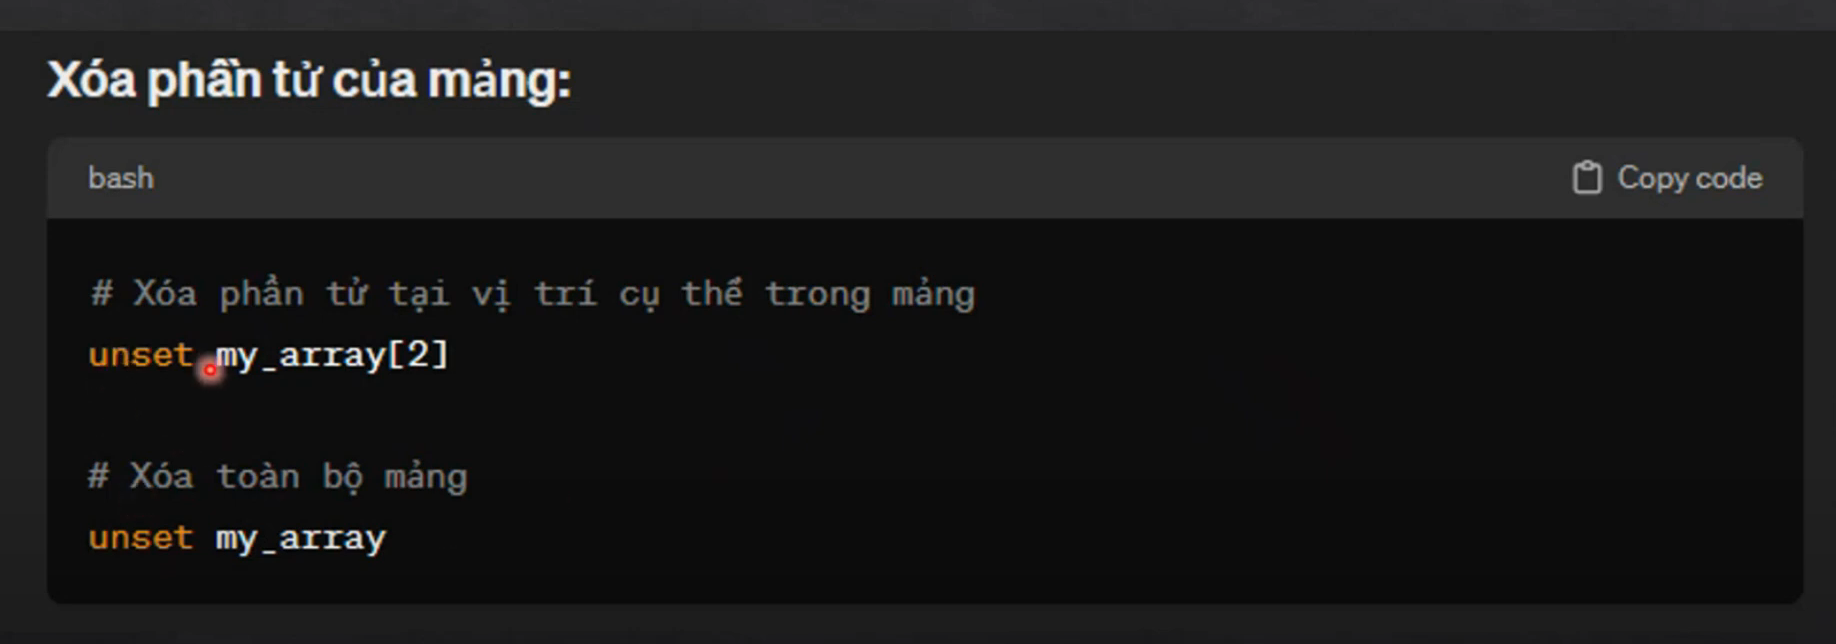 Xóa phần tử của mảng:
bash
Copy code
# Xóa phần tử tại vị trí cụ thể trong mảng
unset my_array[2]
# Xóa toàn bộ mảng
unset my_array